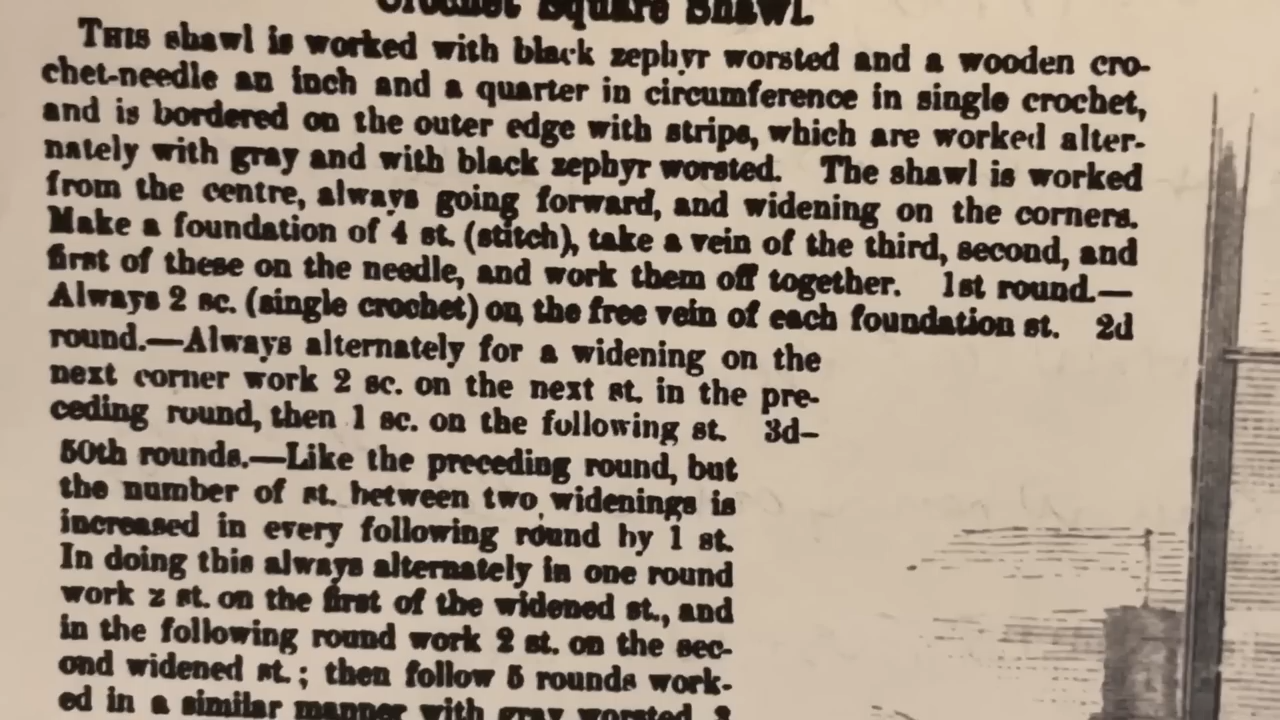 Crochet Square Shawl.
THIS shawl is worked with black zephyr worsted and a wooden cro-
chet-needle an inch and a quarter in circumference in single crochet,
and is bordered on the outer edge with strips, which are worked alter-
nately with gray and with black zephyr worsted. The shawl is worked
from the centre, always going forward, and widening on the corners.
Make a foundation of 4 st. (stitch), take a vein of the third, second, and
first of these on the needle, and work them off together. 1st round.—
Always 2 sc. (single crochet) on the free vein of each foundation st. 2d
round.—Always alternately for a widening on the
next corner work 2 sc. on the next st. in the pre-
ceding round, then 1 sc. on the following st. 3d–
50th rounds.—Like the preceding round, but
the number of st. between two widenings is
increased in every following round by 1 st.
In doing this always alternately in one round
work 2 st. on the first of the widened st., and
in the following round work 2 st. on the sec-
ond widened st.; then follow 5 rounds work-
ed in a similar manner with gray worsted, 3